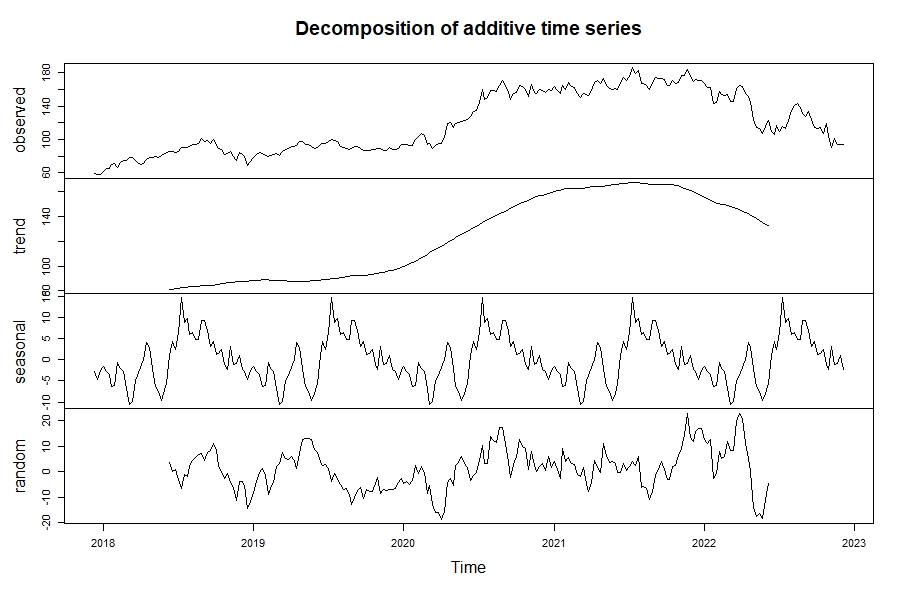 Decomposition of additive time series
observed
60 100 140 180
trend
80 100 140
seasonal
-10 -5 0 5 10 15
random
-20 -10 0 10 20
2018 2019 2020 2021 2022 2023
Time